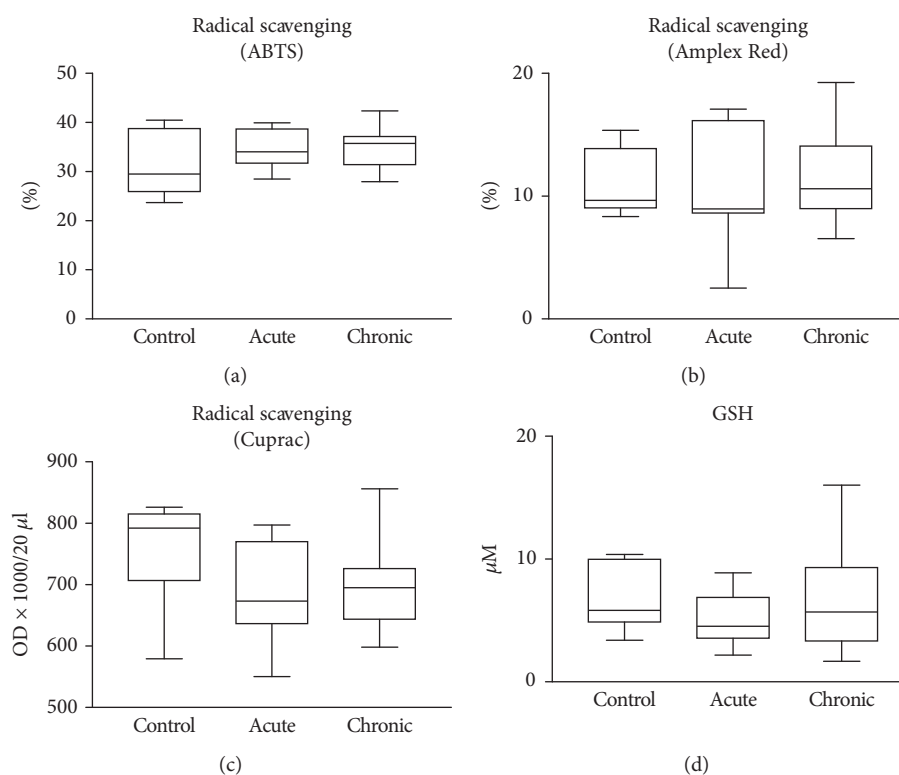 Radical scavenging
(ABTS)
50
40
30
20
10
0
(%)
Control Acute Chronic
(a)
Radical scavenging
(Amplex Red)
20
10
0
(%)
Control Acute Chronic
(b)
Radical scavenging
(Cuprac)
900
800
700
600
500
OD × 1000/20 μl
Control Acute Chronic
(c)
GSH
20
10
0
μM
Control Acute Chronic
(d)